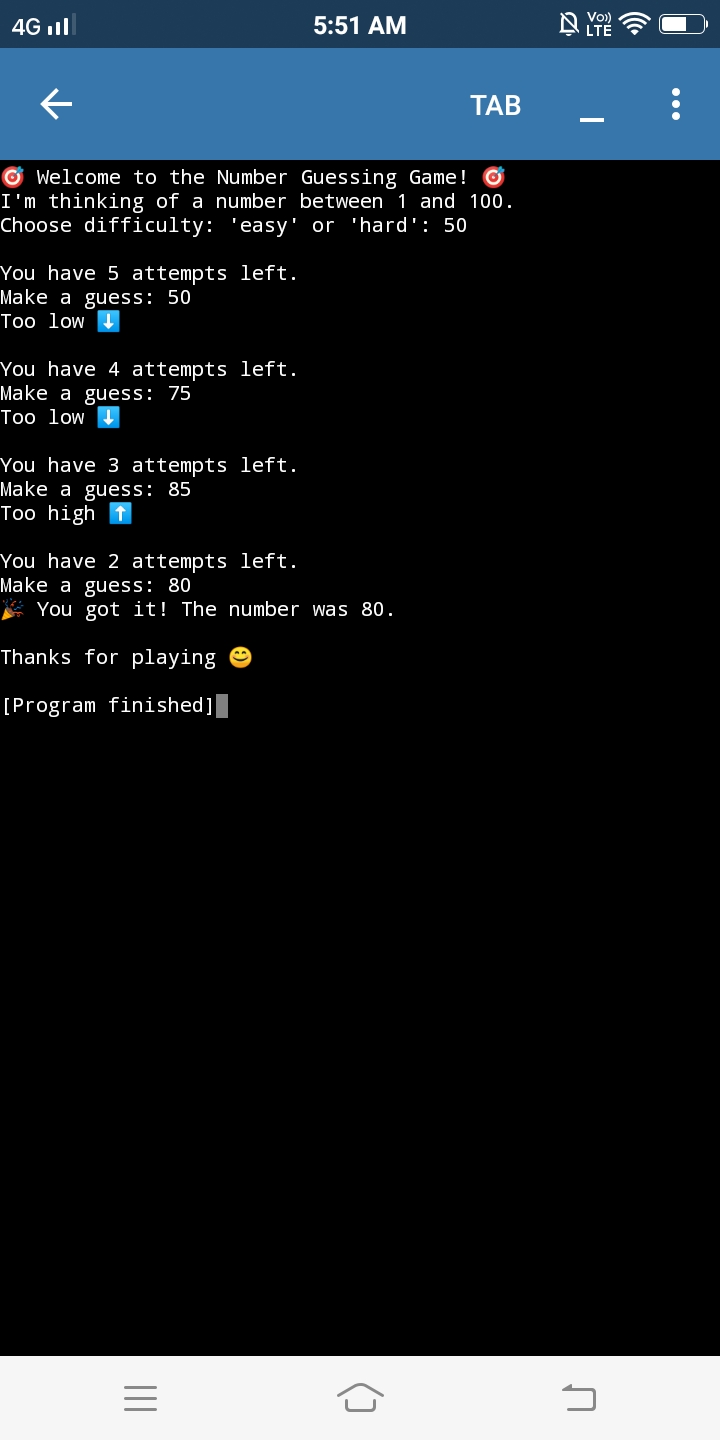 4G 5:51 AM Vo)) LTE
TAB
🎯 Welcome to the Number Guessing Game! 🎯
I'm thinking of a number between 1 and 100.
Choose difficulty: 'easy' or 'hard': 50
You have 5 attempts left.
Make a guess: 50
Too low ⬇️
You have 4 attempts left.
Make a guess: 75
Too low ⬇️
You have 3 attempts left.
Make a guess: 85
Too high ⬆️
You have 2 attempts left.
Make a guess: 80
🎉 You got it! The number was 80.
Thanks for playing 😊
[Program finished]